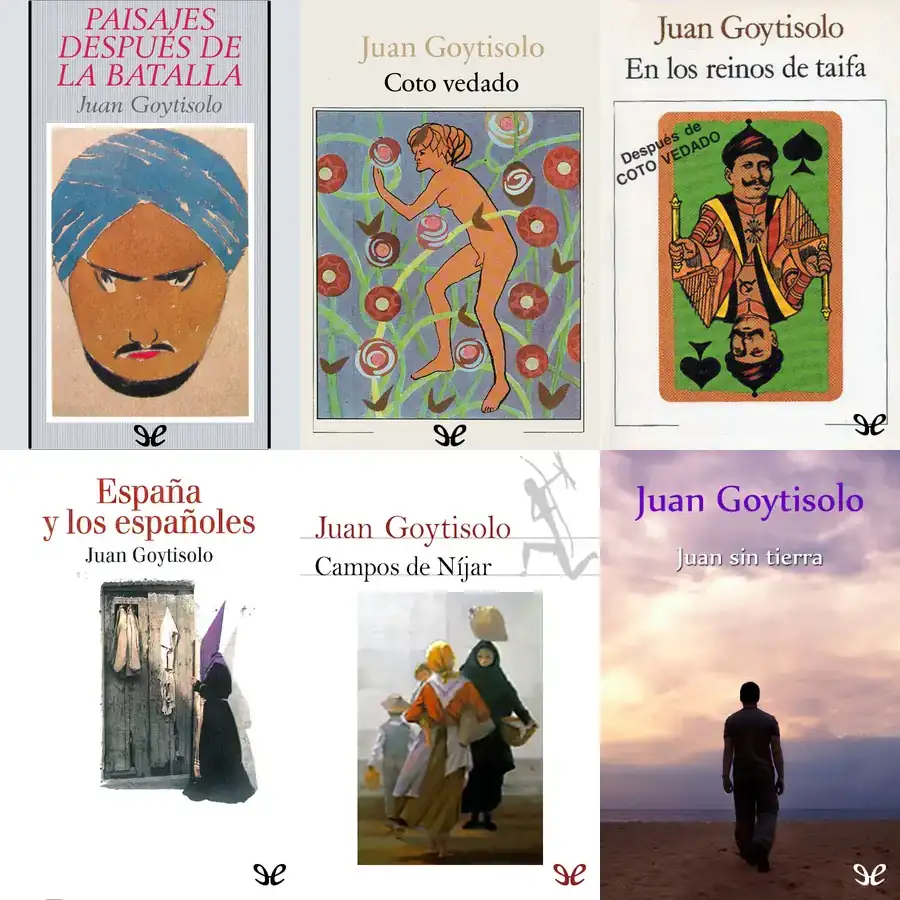 PAISAJES
DESPUÉS DE
LA BATALLA
Juan Goytisolo
Juan Goytisolo
Coto vedado
Juan Goytisolo
En los reinos de taifa
Después de
COTO VEDADO
España
y los españoles
Juan Goytisolo
Juan Goytisolo
Campos de Níjar
Juan Goytisolo
Juan sin tierra